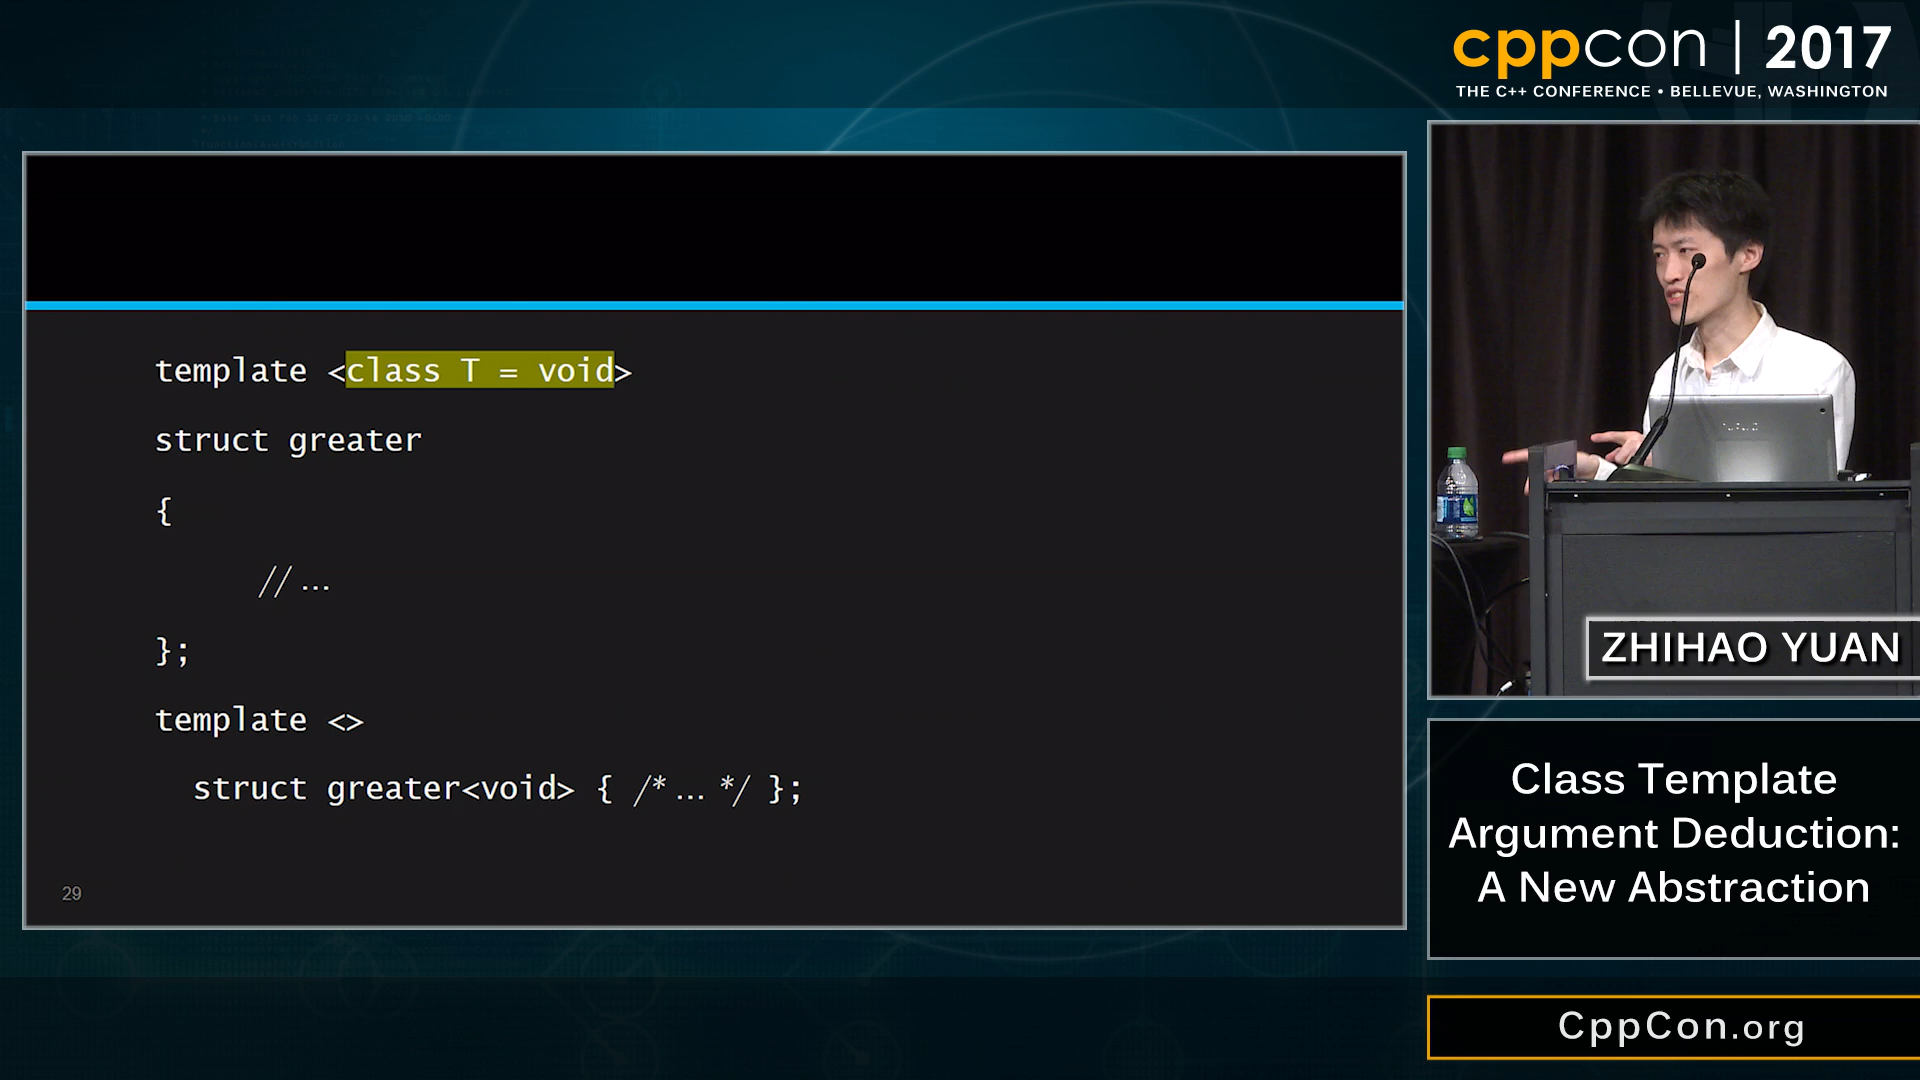 cppcon | 2017
THE C++ CONFERENCE • BELLEVUE, WASHINGTON
template <class T = void>
struct greater
{
// ...
};
template <>
struct greater<void> { /* ... */ };
29
ZHIHAO YUAN
Class Template
Argument Deduction:
A New Abstraction
CppCon.org